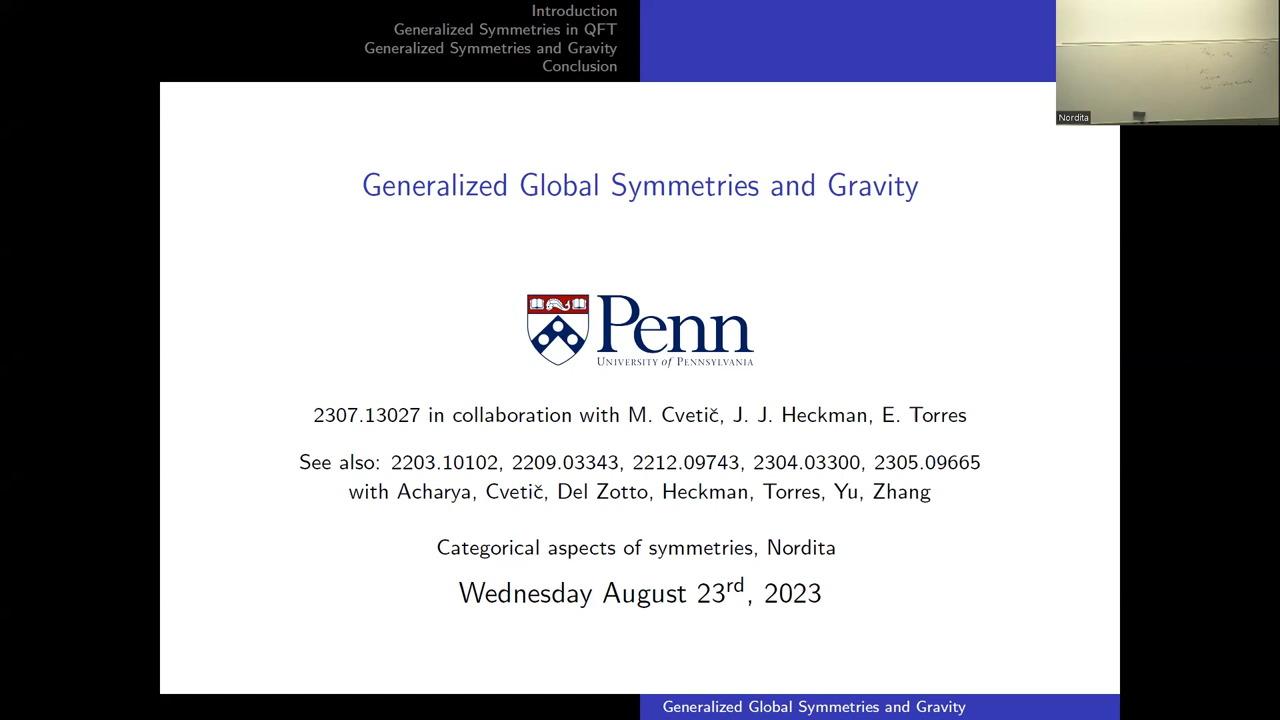 Introduction
Generalized Symmetries in QFT
Generalized Symmetries and Gravity
Conclusion
Nordita
Generalized Global Symmetries and Gravity
Penn
UNIVERSITY of PENNSYLVANIA
2307.13027 in collaboration with M. Cvetič, J. J. Heckman, E. Torres
See also: 2203.10102, 2209.03343, 2212.09743, 2304.03300, 2305.09665
with Acharya, Cvetič, Del Zotto, Heckman, Torres, Yu, Zhang
Categorical aspects of symmetries, Nordita
Wednesday August 23rd, 2023
Generalized Global Symmetries and Gravity